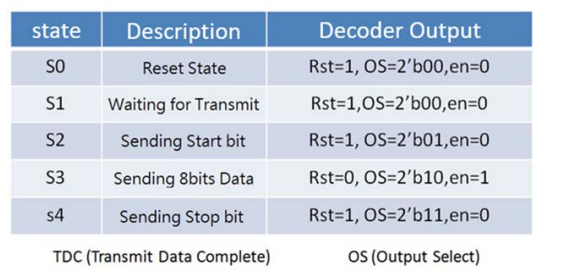 state Description Decoder Output
S0 Reset State Rst=1, OS=2'b00,en=0
S1 Waiting for Transmit Rst=1,OS=2'b00,en=0
S2 Sending Start bit Rst=1, OS=2'b01,en=0
S3 Sending 8bits Data Rst=0, OS=2'b10,en=1
s4 Sending Stop bit Rst=1, OS=2'b11,en=0
TDC (Transmit Data Complete) OS (Output Select)